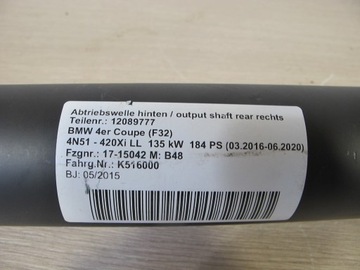 Abtriebswelle hinten / output shaft rear rechts
Teilenr.: 12089777
BMW 4er Coupe (F32)
4N51 - 420Xi LL 135 kW 184 PS (03.2016-06.2020)
Fzgnr.: 17-15042 M: B48
Fahrg.Nr.: K516000
BJ: 05/2015